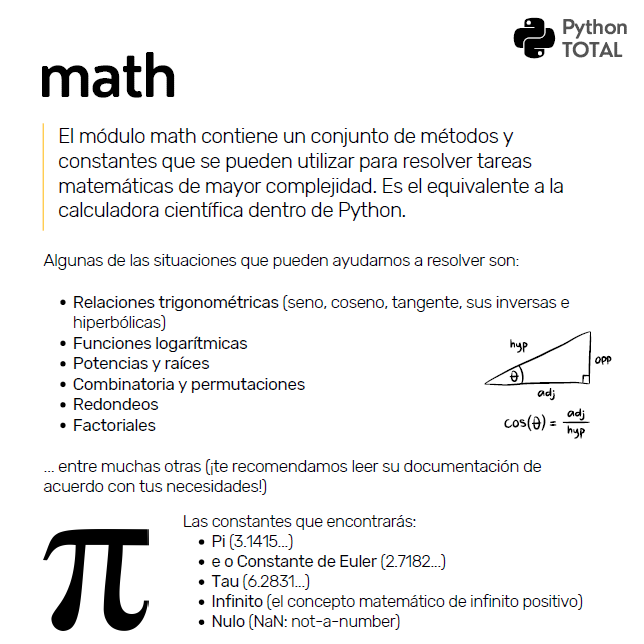 Python
TOTAL
math
El módulo math contiene un conjunto de métodos y
constantes que se pueden utilizar para resolver tareas
matemáticas de mayor complejidad. Es el equivalente a la
calculadora científica dentro de Python.
Algunas de las situaciones que pueden ayudarnos a resolver son:
• Relaciones trigonométricas (seno, coseno, tangente, sus inversas e
hiperbólicas)
• Funciones logarítmicas
• Potencias y raíces
• Combinatoria y permutaciones
• Redondeos
• Factoriales
hyp
opp
θ
adj
cos(θ) = adj/hyp
... entre muchas otras (¡te recomendamos leer su documentación de
acuerdo con tus necesidades!)
π
Las constantes que encontrarás:
• Pi (3.1415...)
• e o Constante de Euler (2.7182...)
• Tau (6.2831...)
• Infinito (el concepto matemático de infinito positivo)
• Nulo (NaN: not-a-number)